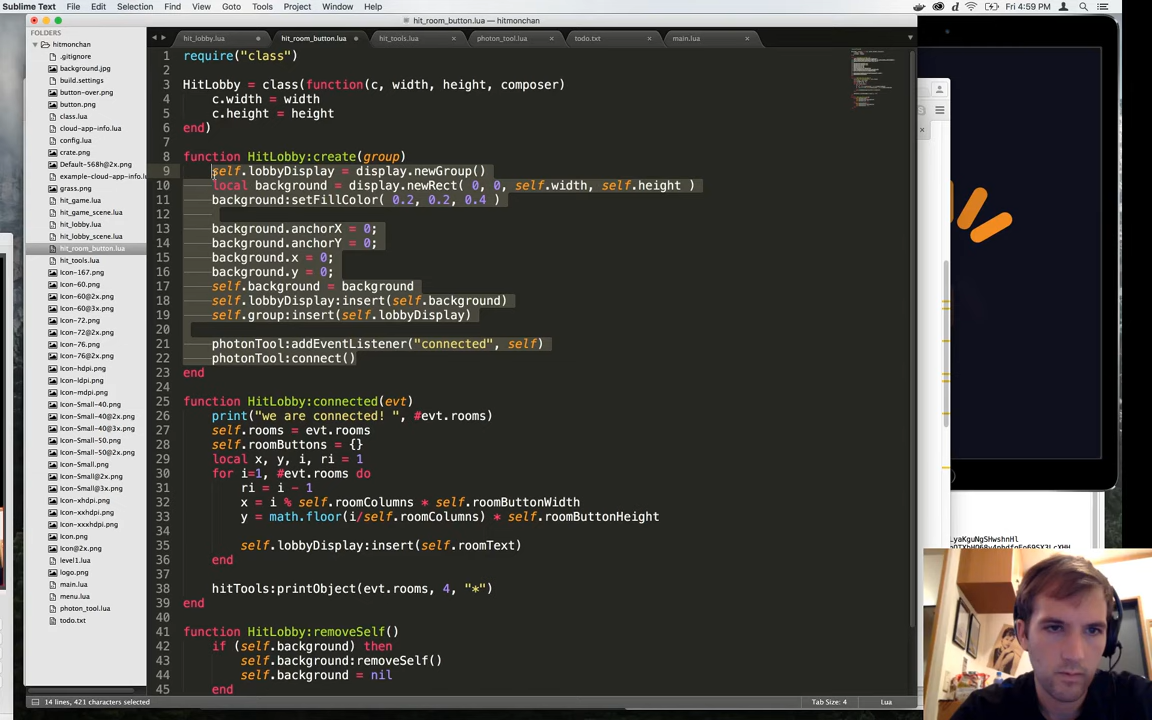 Sublime Text File Edit Selection Find View Goto Tools Project Window Help Fri 4:59 PM
hit_room_button.lua — hitmonchan
FOLDERS
hitmonchan
.gitignore
background.jpg
build.settings
button-over.png
button.png
class.lua
cloud-app-info.lua
config.lua
crate.png
Default-568h@2x.png
example-cloud-app-info.lua
grass.png
hit_game.lua
hit_game_scene.lua
hit_lobby.lua
hit_lobby_scene.lua
hit_room_button.lua
hit_tools.lua
Icon-167.png
Icon-60.png
Icon-60@2x.png
Icon-60@3x.png
Icon-72.png
Icon-72@2x.png
Icon-76.png
Icon-76@2x.png
Icon-hdpi.png
Icon-ldpi.png
Icon-mdpi.png
Icon-Small-40.png
Icon-Small-40@2x.png
Icon-Small-40@3x.png
Icon-Small-50.png
Icon-Small-50@2x.png
Icon-Small.png
Icon-Small@2x.png
Icon-Small@3x.png
Icon-xhdpi.png
Icon-xxhdpi.png
Icon-xxxhdpi.png
Icon.png
Icon@2x.png
level1.lua
logo.png
main.lua
menu.lua
photon_tool.lua
todo.txt
hit_lobby.lua hit_room_button.lua hit_tools.lua photon_tool.lua todo.txt main.lua
1 require("class")
2
3 HitLobby = class(function(c, width, height, composer)
4 c.width = width
5 c.height = height
6 end)
7
8 function HitLobby:create(group)
9 self.lobbyDisplay = display.newGroup()
10 local background = display.newRect( 0, 0, self.width, self.height )
11 background:setFillColor( 0.2, 0.2, 0.4 )
12
13 background.anchorX = 0;
14 background.anchorY = 0;
15 background.x = 0;
16 background.y = 0;
17 self.background = background
18 self.lobbyDisplay:insert(self.background)
19 self.group:insert(self.lobbyDisplay)
20
21 photonTool:addEventListener("connected", self)
22 photonTool:connect()
23 end
24
25 function HitLobby:connected(evt)
26 print("we are connected! ", #evt.rooms)
27 self.rooms = evt.rooms
28 self.roomButtons = {}
29 local x, y, i, ri = 1
30 for i=1, #evt.rooms do
31 ri = i - 1
32 x = i % self.roomColumns * self.roomButtonWidth
33 y = math.floor(i/self.roomColumns) * self.roomButtonHeight
34
35 self.lobbyDisplay:insert(self.roomText)
36 end
37
38 hitTools:printObject(evt.rooms, 4, "*")
39 end
40
41 function HitLobby:removeSelf()
42 if (self.background) then
43 self.background:removeSelf()
44 self.background = nil
45 end
14 lines, 421 characters selected Tab Size: 4 Lua